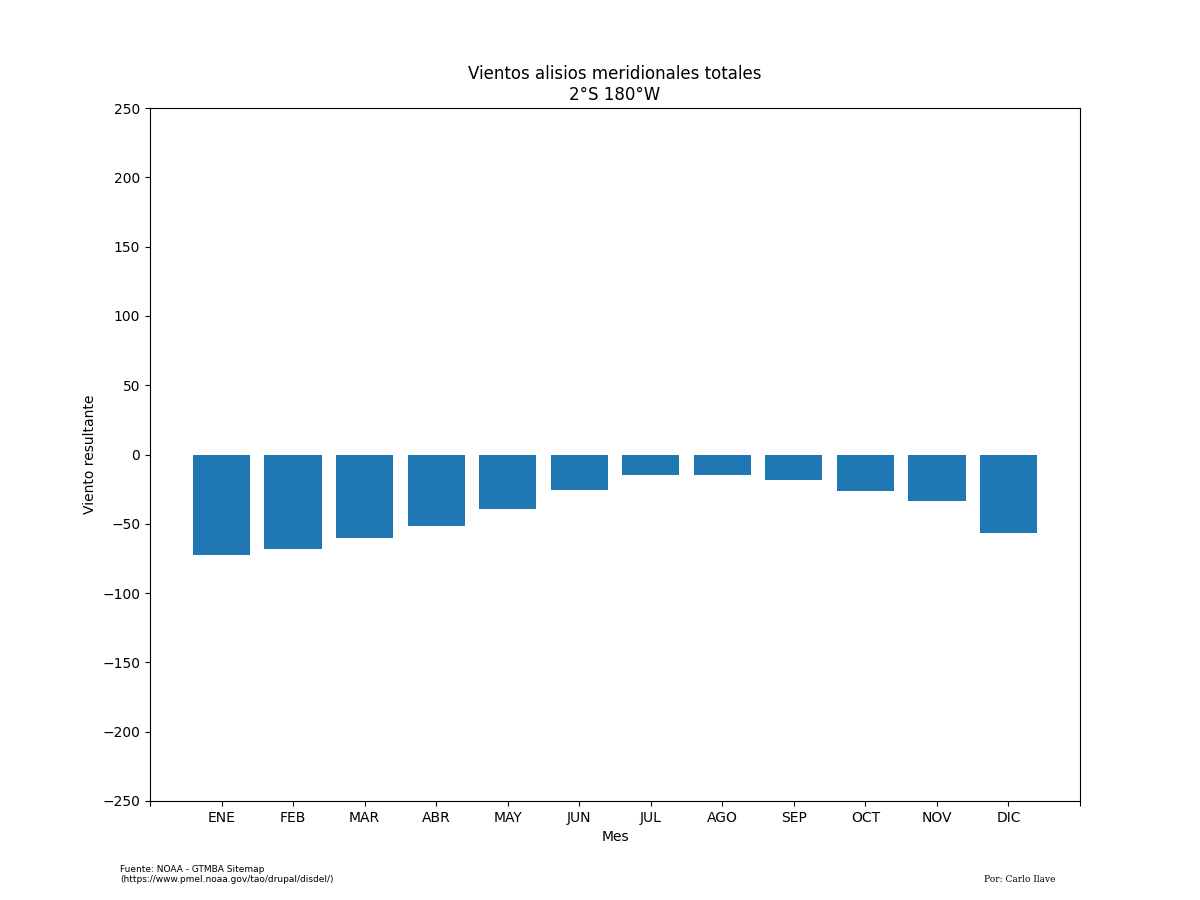 Vientos alisios meridionales totales
2°S 180°W
250
200
150
100
50
0
−50
−100
−150
−200
−250
Viento resultante
ENE FEB MAR ABR MAY JUN JUL AGO SEP OCT NOV DIC
Mes
Fuente: NOAA - GTMBA Sitemap
(https://www.pmel.noaa.gov/tao/drupal/disdel/)
Por: Carlo Ilave